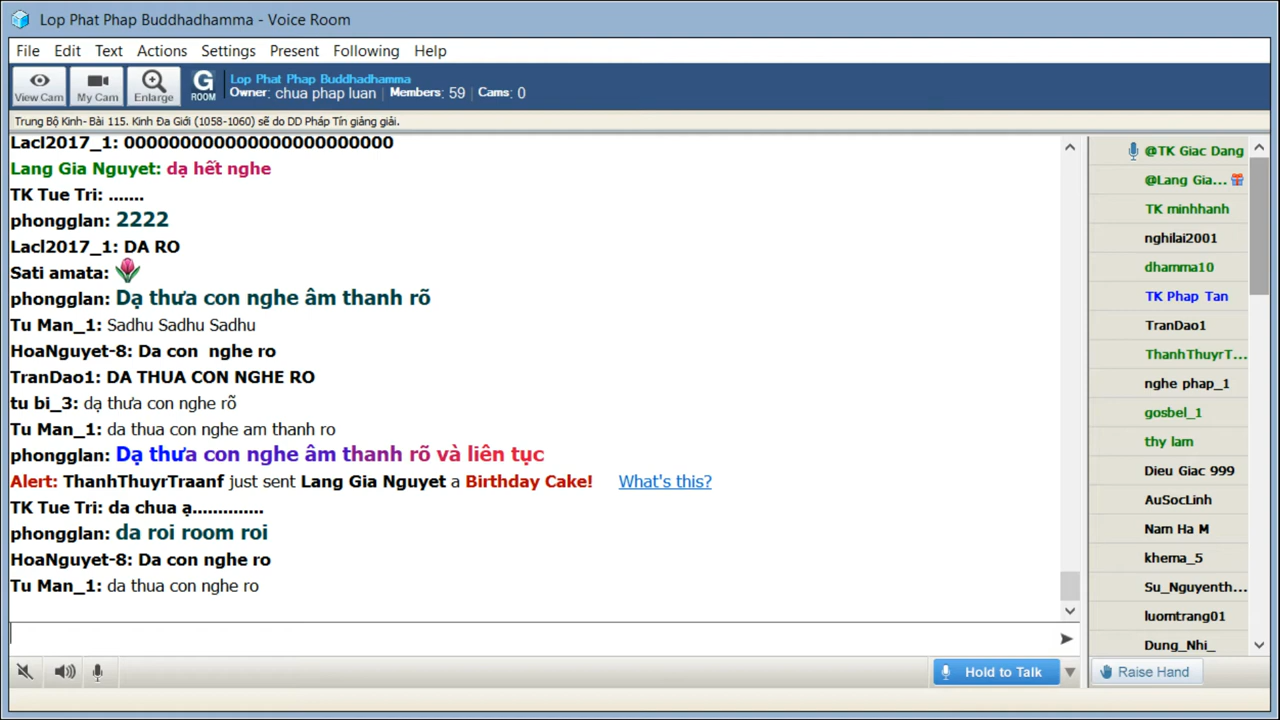 Lop Phat Phap Buddhadhamma - Voice Room
File Edit Text Actions Settings Present Following Help
View Cam My Cam Enlarge G ROOM
Lop Phat Phap Buddhadhamma
Owner: chua phap luan | Members: 59 | Cams: 0
Trung Bộ Kinh- Bài 115. Kinh Đa Giới (1058-1060) sẽ do DD Pháp Tín giảng giải.
Lacl2017_1: 000000000000000000000000
Lang Gia Nguyet: dạ hết nghe
TK Tue Tri: .......
phongglan: 2222
Lacl2017_1: DA RO
Sati amata:
phongglan: Dạ thưa con nghe âm thanh rõ
Tu Man_1: Sadhu Sadhu Sadhu
HoaNguyet-8: Da con nghe ro
TranDao1: DA THUA CON NGHE RO
tu bi_3: dạ thưa con nghe rõ
Tu Man_1: da thua con nghe am thanh ro
phongglan: Dạ thưa con nghe âm thanh rõ và liên tục
Alert: ThanhThuyrTraanf just sent Lang Gia Nguyet a Birthday Cake! What's this?
TK Tue Tri: da chua ạ..............
phongglan: da roi room roi
HoaNguyet-8: Da con nghe ro
Tu Man_1: da thua con nghe ro
@TK Giac Dang
@Lang Gia...
TK minhhanh
nghilai2001
dhamma10
TK Phap Tan
TranDao1
ThanhThuyrT...
nghe phap_1
gosbel_1
thy lam
Dieu Giac 999
AuSocLinh
Nam Ha M
khema_5
Su_Nguyenth...
luomtrang01
Dung_Nhi_
Hold to Talk
Raise Hand